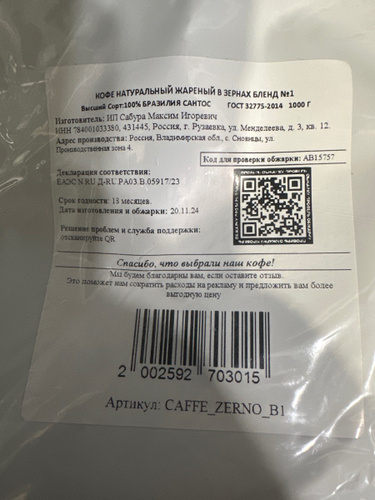 КОФЕ НАТУРАЛЬНЫЙ ЖАРЕНЫЙ В ЗЕРНАХ БЛЕНД №1
Высший Сорт:100% БРАЗИЛИЯ САНТОС ГОСТ 32775-2014 1000 Г
Изготовитель: ИП Сабура Максим Игоревич
ИНН 784001033380, 431445, Россия, г. Рузаевка, ул. Менделеева, д. 3, кв. 12.
Адрес производства: Россия, Владимирская обл., с. Сновицы, ул.
Производственная зона 4.
Код для проверки обжарки: AB15757
Декларация соответствия:
ЕАЭС N RU Д-RU. РА03.В.05917/23
Срок годности: 18 месяцев.
Дата изготовления и обжарки: 20.11.24
Решение проблем и служба поддержки:
отсканируйте QR
Спасибо, что выбрали наш кофе!
Мы будем благодарны вам, если оставите отзыв.
Это поможет нам сократить расходы на рекламу и предложить вам более
выгодную цену
2 002592 703015
Артикул: CAFFE_ZERNO_B1